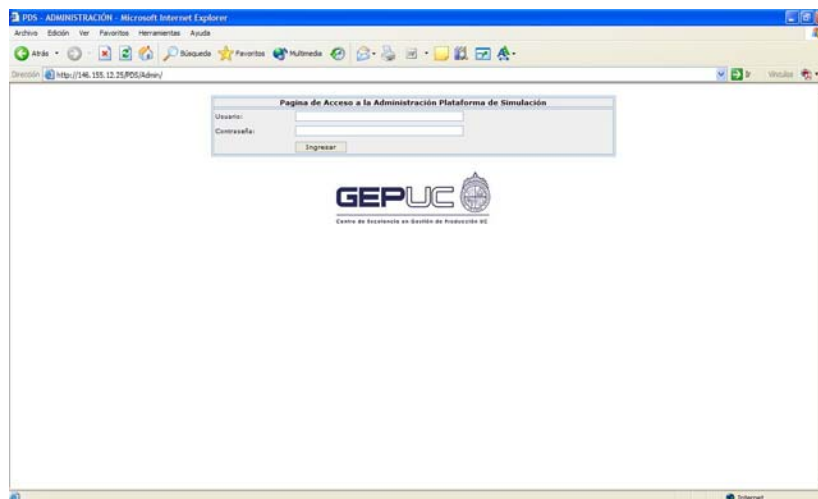 PDS - ADMINISTRACIÓN - Microsoft Internet Explorer
Archivo Edición Ver Favoritos Herramientas Ayuda
Atrás Búsqueda Favoritos Multimedia
Dirección http://146.155.12.25/PDS/Admin/ Ir Vínculos
Pagina de Acceso a la Administración Plataforma de Simulación
Usuario:
Contraseña:
Ingresar
GEPUC
Centro de Excelencia en Gestión de Producción UC
Internet